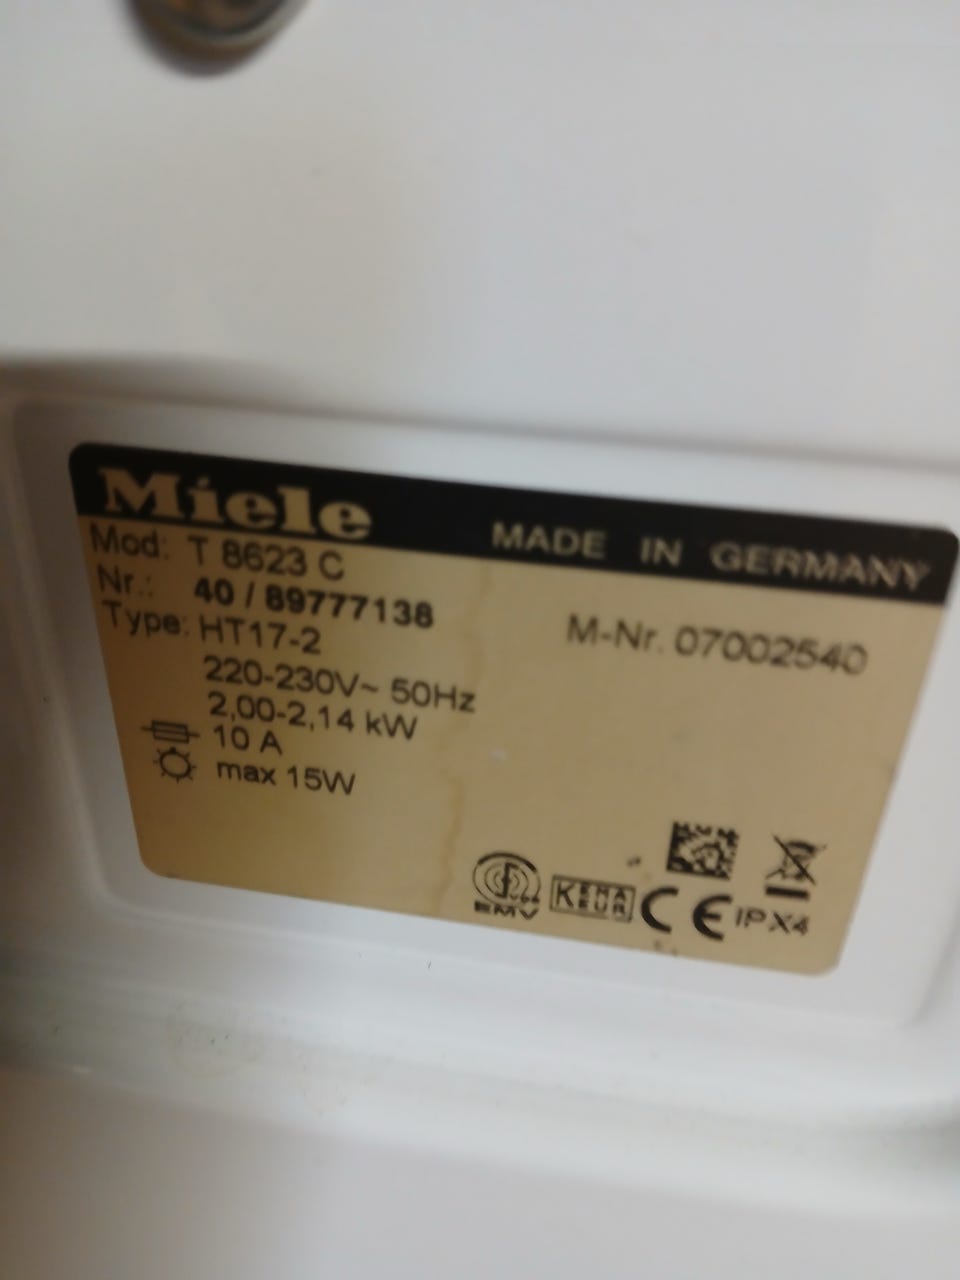 Miele MADE IN GERMANY
Mod: T 8623 C
Nr.: 40 / 89777138
Type: HT17-2 M-Nr. 07002540
220-230V~ 50Hz
2,00-2,14 kW
10 A
max 15W
EMV KEMA EUR CE IPX4